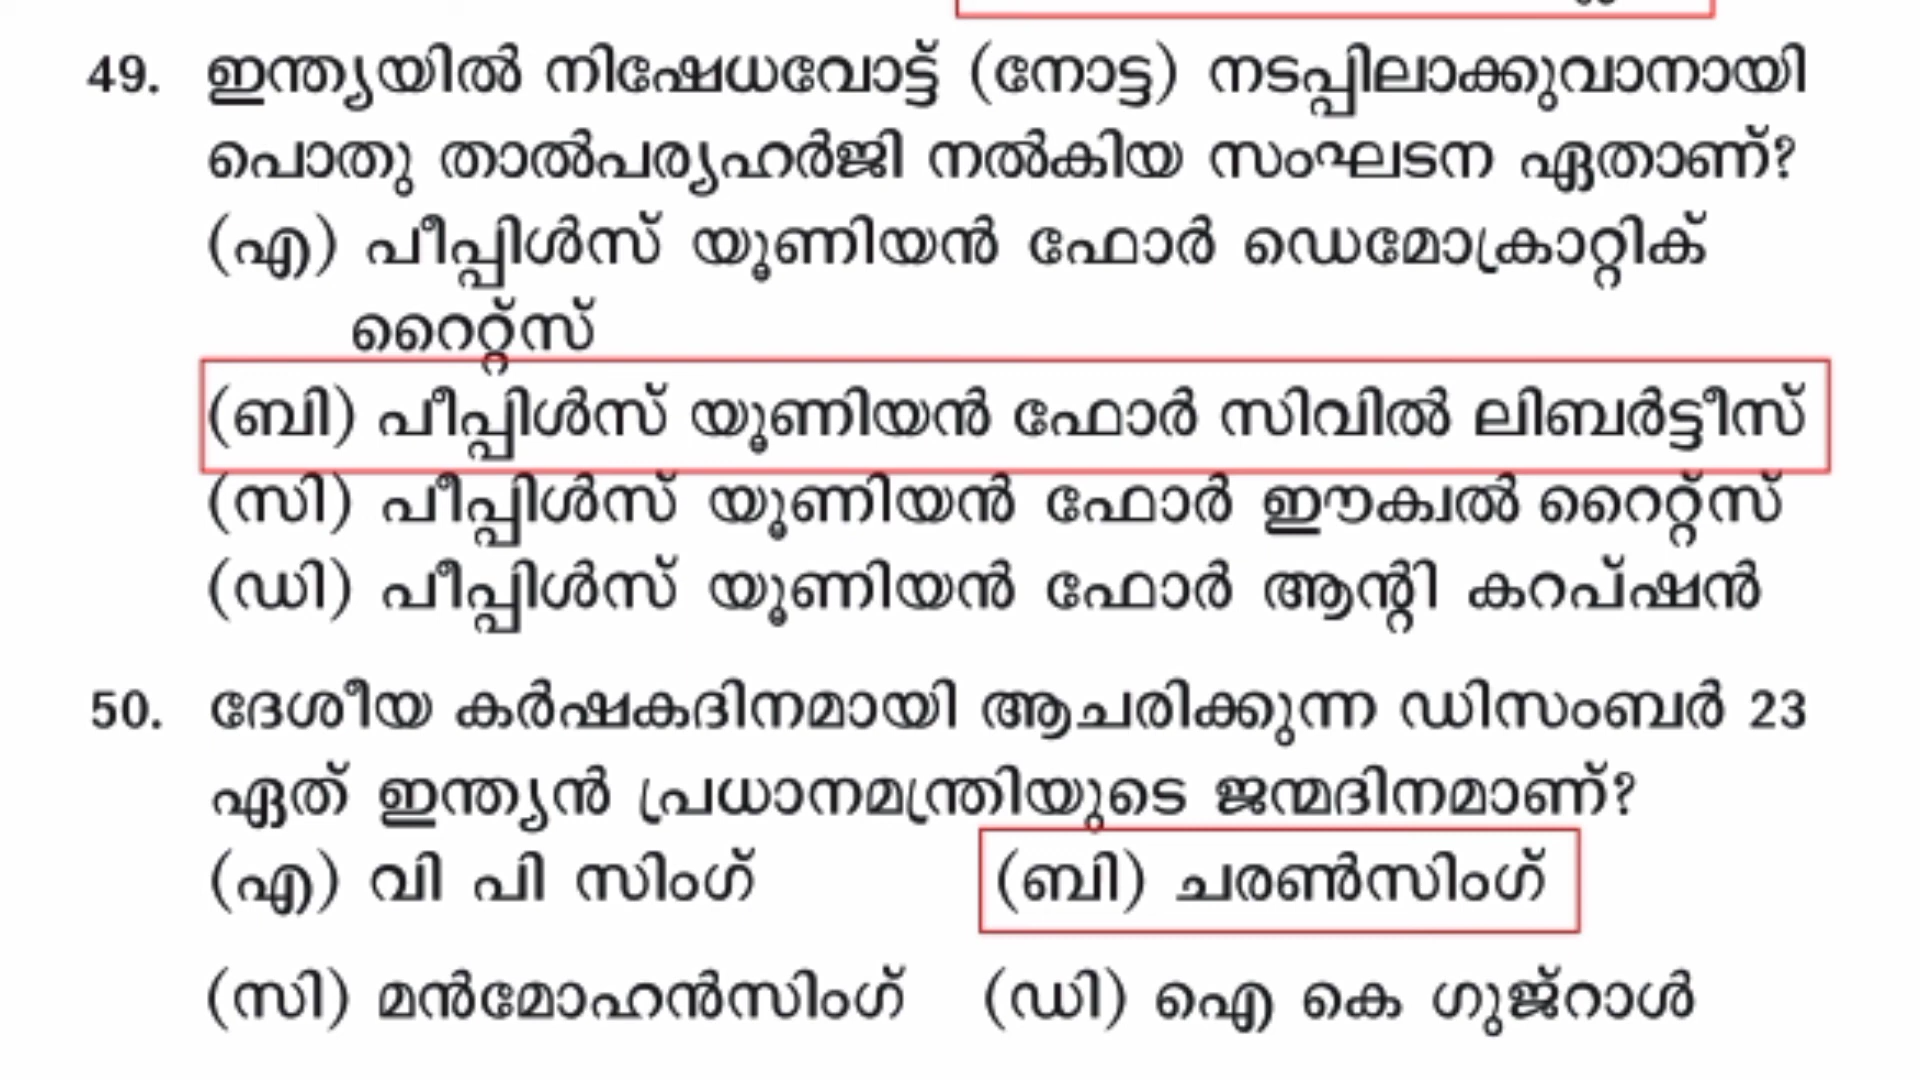 49. ഇന്ത്യയിൽ നിഷേധവോട്ട് (നോട്ട) നടപ്പിലാക്കുവാനായി
പൊതു താൽപര്യഹർജി നൽകിയ സംഘടന ഏതാണ്?
(എ) പീപ്പിൾസ് യൂണിയൻ ഫോർ ഡെമോക്രാറ്റിക്
റൈറ്റ്സ്
(ബി) പീപ്പിൾസ് യൂണിയൻ ഫോർ സിവിൽ ലിബർട്ടീസ്
(സി) പീപ്പിൾസ് യൂണിയൻ ഫോർ ഈക്വൽ റൈറ്റ്സ്
(ഡി) പീപ്പിൾസ് യൂണിയൻ ഫോർ ആന്റി കറപ്ഷൻ
50. ദേശീയ കർഷകദിനമായി ആചരിക്കുന്ന ഡിസംബർ 23
ഏത് ഇന്ത്യൻ പ്രധാനമന്ത്രിയുടെ ജന്മദിനമാണ്?
(എ) വി പി സിംഗ് (ബി) ചരൺസിംഗ്
(സി) മൻമോഹൻസിംഗ് (ഡി) ഐ കെ ഗുജ്റാൾ